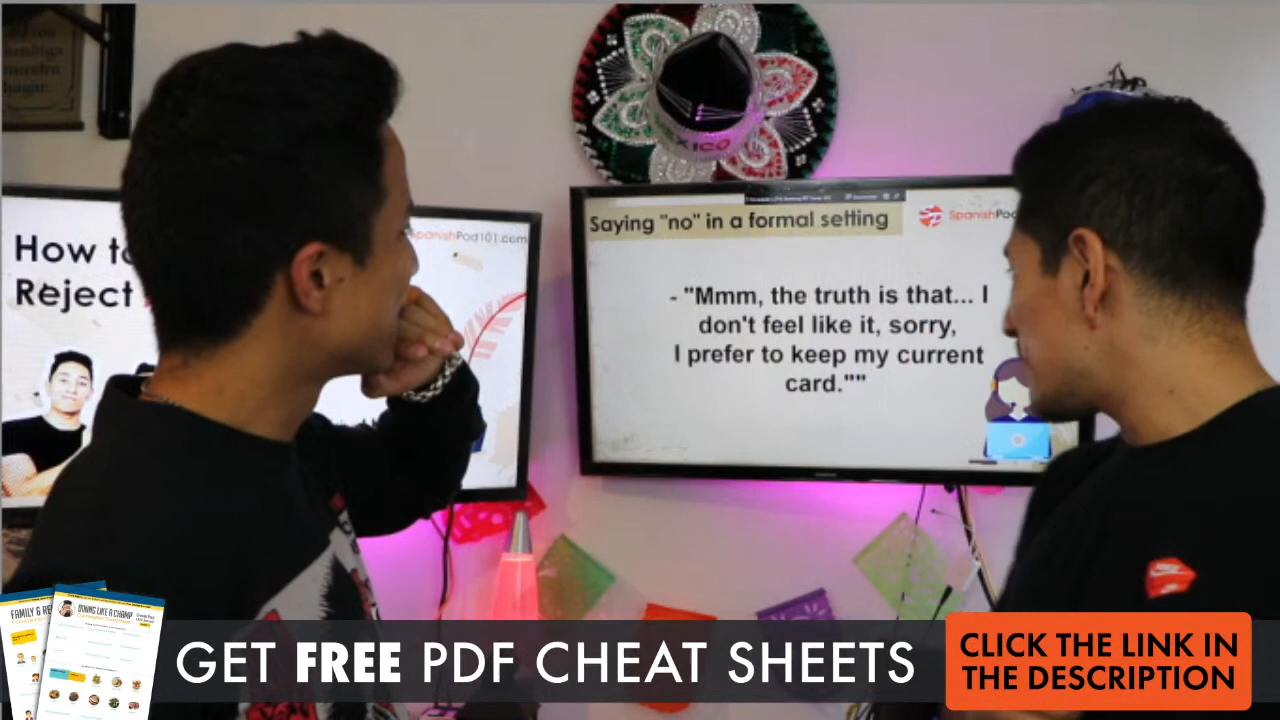 MEXICO
Saying "no" in a formal setting
SpanishPod
How to
Reject
SpanishPod101.com
- "Mmm, the truth is that... I
don't feel like it, sorry,
I prefer to keep my current
card.""
FAMILY & RE
DINING LIKE A CHAMP
GET FREE PDF CHEAT SHEETS
CLICK THE LINK IN
THE DESCRIPTION